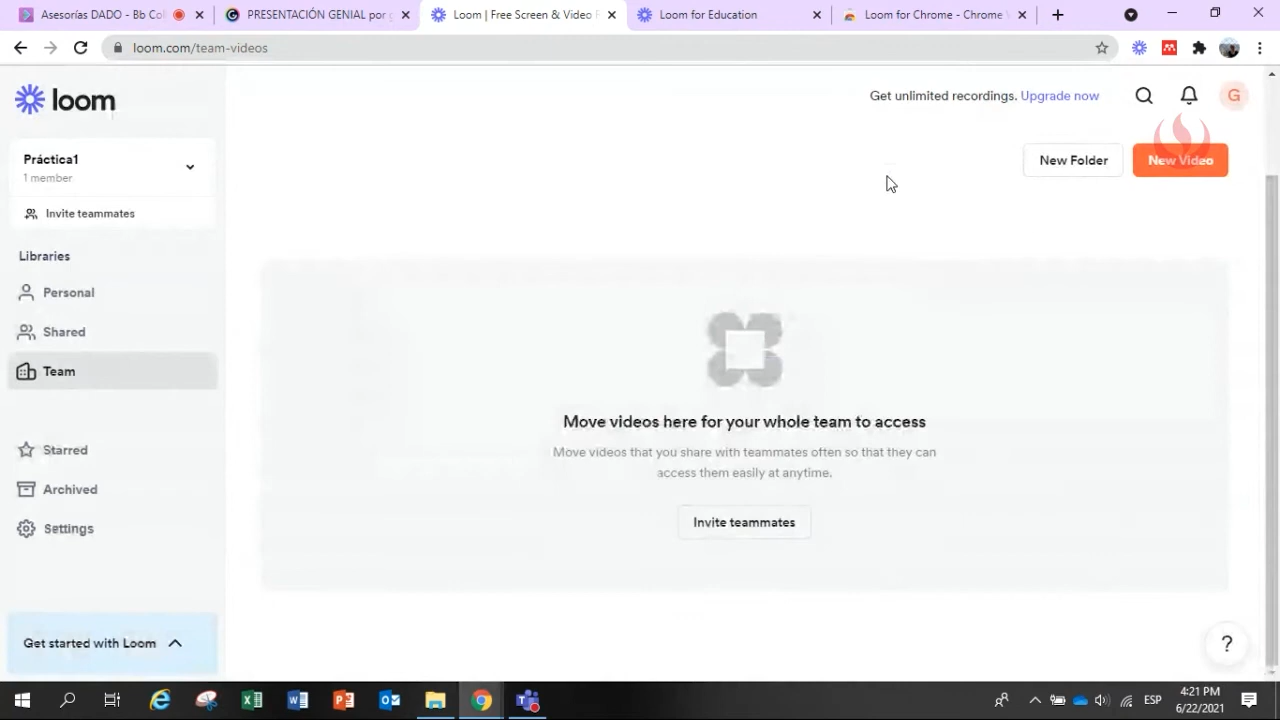 Asesorías DADO - Bb Col
PRESENTACIÓN GENIAL por g
Loom | Free Screen & Video R
Loom for Education
Loom for Chrome - Chrome
loom.com/team-videos
loom
Get unlimited recordings. Upgrade now
G
Práctica1
1 member
New Folder
New Video
Invite teammates
Libraries
Personal
Shared
Team
Starred
Archived
Settings
Move videos here for your whole team to access
Move videos that you share with teammates often so that they can
access them easily at anytime.
Invite teammates
Get started with Loom
?
ESP
4:21 PM
6/22/2021